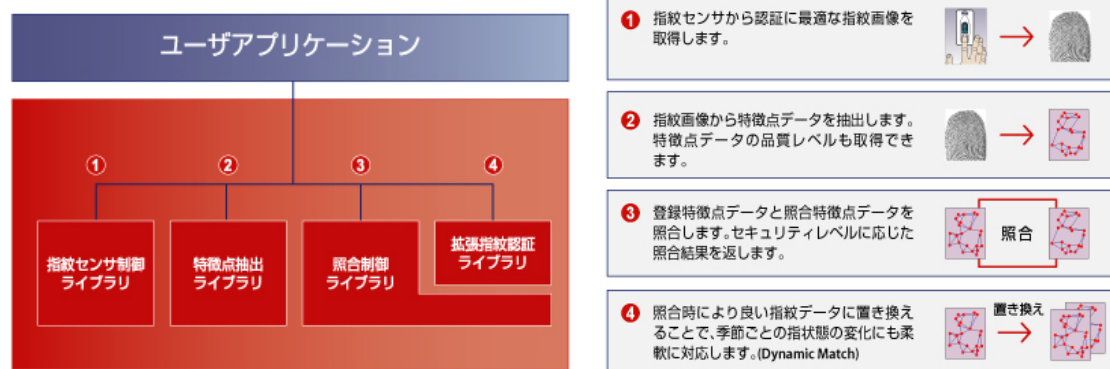 ユーザアプリケーション
❶
❷
❸
❹
指紋センサ制御
ライブラリ
特徴点抽出
ライブラリ
照合制御
ライブラリ
拡張指紋認証
ライブラリ
❶ 指紋センサから認証に最適な指紋画像を
取得します。
❷ 指紋画像から特徴点データを抽出します。
特徴点データの品質レベルも取得でき
ます。
❸ 登録特徴点データと照合特徴点データを
照合します。セキュリティレベルに応じた
照合結果を返します。
照合
❹ 照合時により良い指紋データに置き換え
ることで、季節ごとの指状態の変化にも柔
軟に対応します。(Dynamic Match)
置き換え